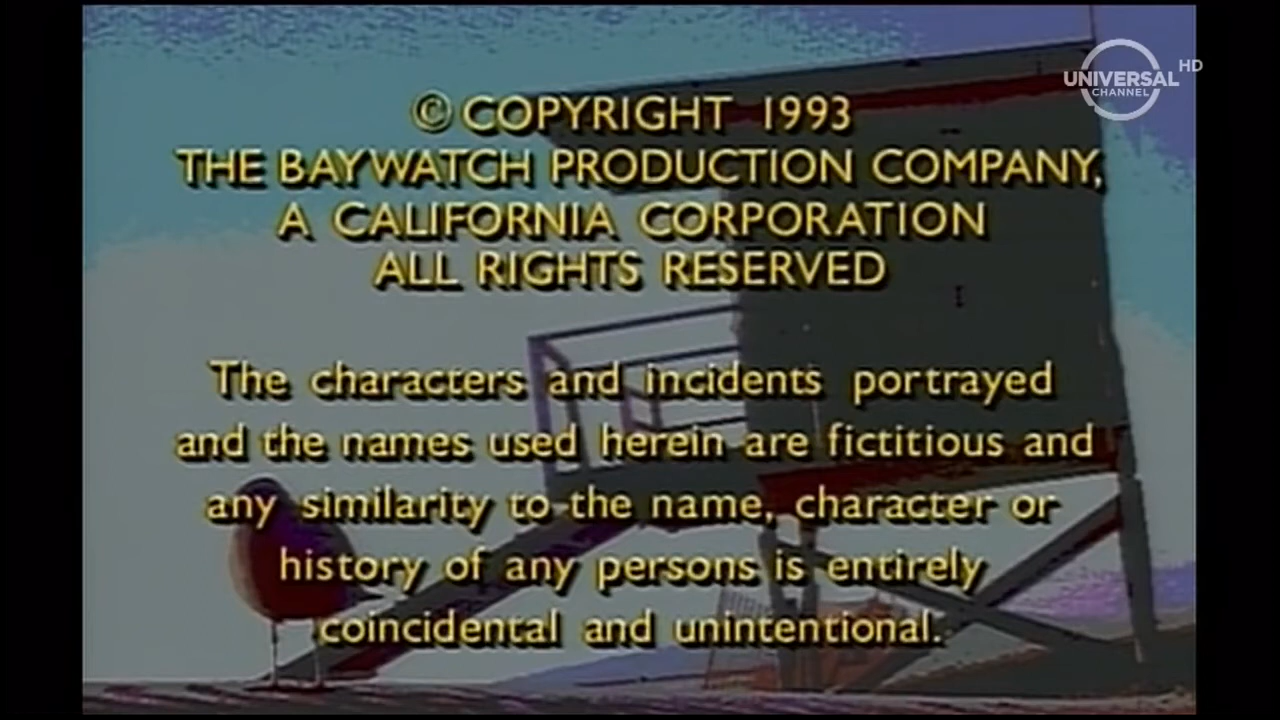 UNIVERSAL HD
CHANNEL
© COPYRIGHT 1993
THE BAYWATCH PRODUCTION COMPANY,
A CALIFORNIA CORPORATION
ALL RIGHTS RESERVED
The characters and incidents portrayed
and the names used herein are fictitious and
any similarity to the name, character or
history of any persons is entirely
coincidental and unintentional.